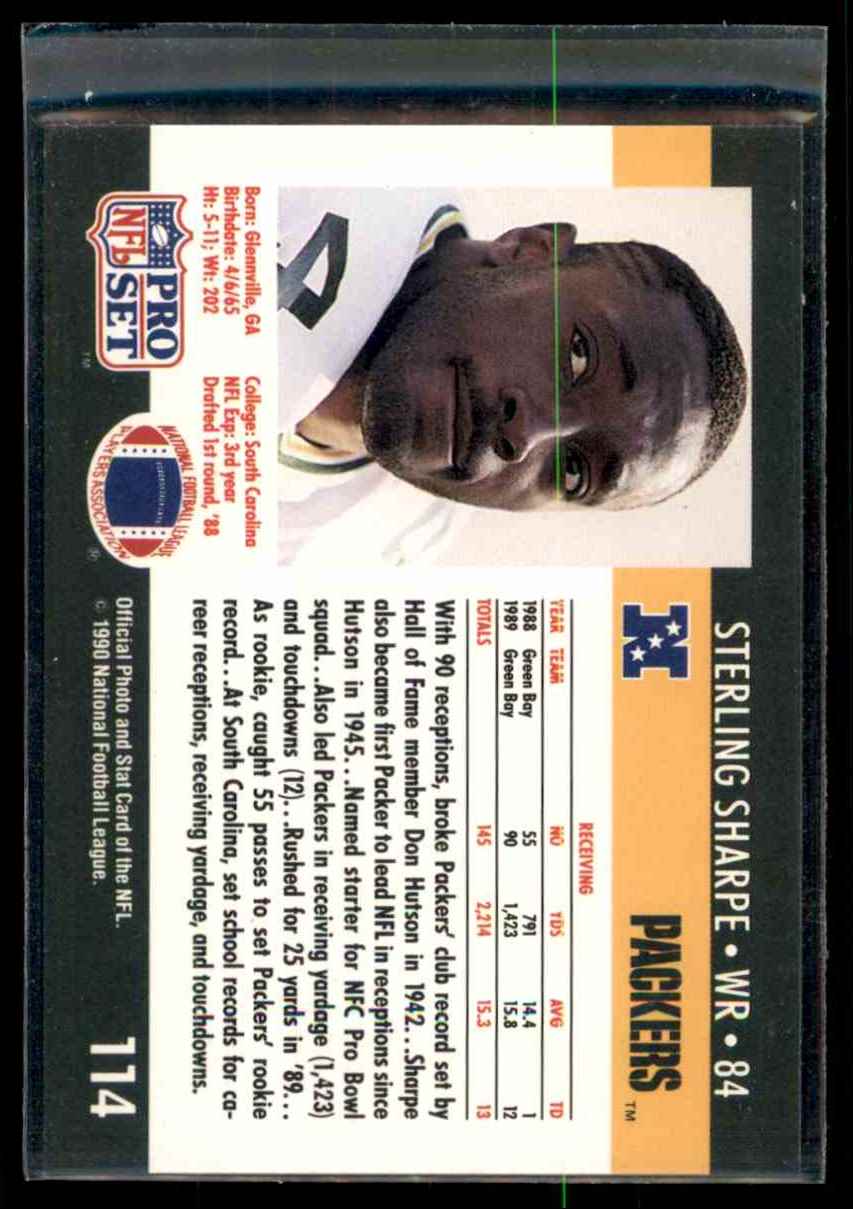 STERLING SHARPE • WR • 84
PACKERS™
RECEIVING
YEAR TEAM NO YDS AVG TD
1988 Green Bay 55 791 14.4 1
1989 Green Bay 90 1,423 15.8 12
TOTALS 145 2,214 15.3 13
With 90 receptions, broke Packers' club record set by
Hall of Fame member Don Hutson in 1942...Sharpe
also became first Packer to lead NFL in receptions since
Hutson in 1945...Named starter for NFC Pro Bowl
squad...Also led Packers in receiving yardage (1,423)
and touchdowns (12)...Rushed for 25 yards in '89...
As rookie, caught 55 passes to set Packers' rookie
record...At South Carolina, set school records for ca-
reer receptions, receiving yardage, and touchdowns.
4
Born: Glennville, GA
Birthdate: 4/6/65
Ht: 5-11; Wt: 202
College: South Carolina
NFL Exp: 3rd year
Drafted 1st round, '88
PRO
NFL SET
™
NATIONAL FOOTBALL LEAGUE
PLAYERS ASSOCIATION
®
Official Photo and Stat Card of the NFL.
© 1990 National Football League.
114